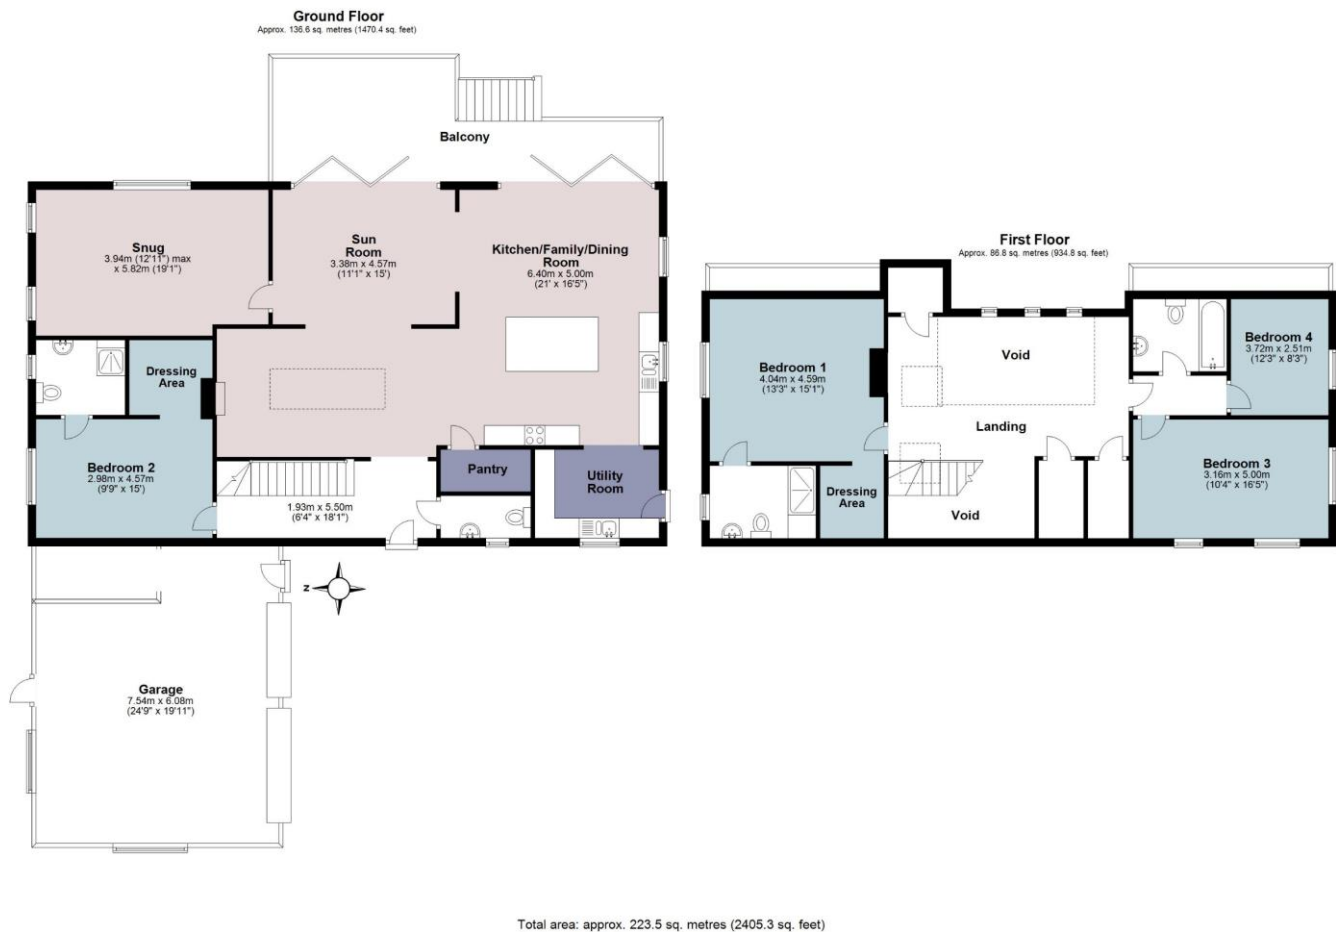 Ground Floor
Approx. 136.6 sq. metres (1470.4 sq. feet)
Balcony
Snug
3.94m (12'11") max
x 5.82m (19'1")
Sun
Room
3.38m x 4.57m
(11'1" x 15')
Kitchen/Family/Dining
Room
6.40m x 5.00m
(21' x 16'5")
Dressing
Area
Bedroom 2
2.98m x 4.57m
(9'9" x 15')
1.93m x 5.50m
(6'4" x 18'1")
Pantry
Utility
Room
Z
Garage
7.54m x 6.08m
(24'9" x 19'11")
First Floor
Approx. 86.8 sq. metres (934.8 sq. feet)
Bedroom 1
4.04m x 4.59m
(13'3" x 15'1")
Void
Landing
Bedroom 4
3.72m x 2.51m
(12'3" x 8'3")
Bedroom 3
3.16m x 5.00m
(10'4" x 16'5")
Dressing
Area
Void
Total area: approx. 223.5 sq. metres (2405.3 sq. feet)